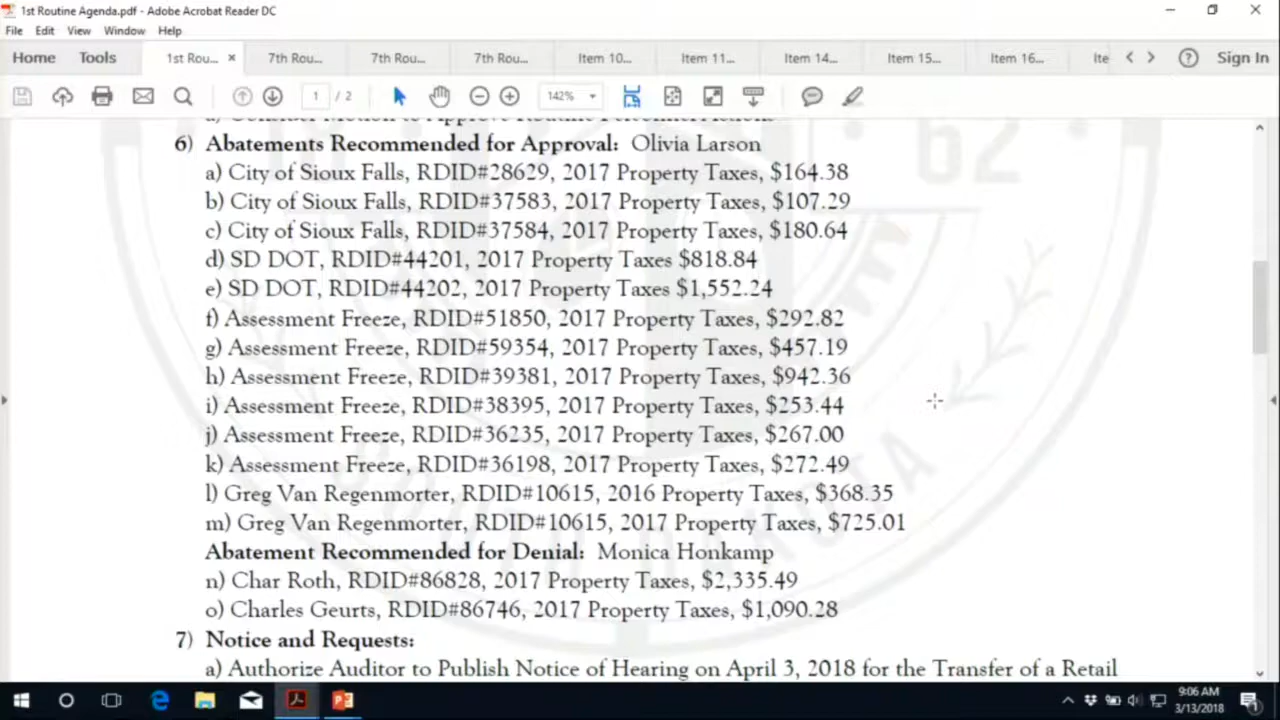 1st Routine Agenda.pdf - Adobe Acrobat Reader DC
File Edit View Window Help
Home Tools 1st Rou... × 7th Rou... 7th Rou... 7th Rou... Item 10... Item 11... Item 14... Item 15... Item 16... Ite Sign In
1 / 2 142%
a) Consider Motion to Approve Routine Personnel Actions
6) Abatements Recommended for Approval: Olivia Larson
a) City of Sioux Falls, RDID#28629, 2017 Property Taxes, $164.38
b) City of Sioux Falls, RDID#37583, 2017 Property Taxes, $107.29
c) City of Sioux Falls, RDID#37584, 2017 Property Taxes, $180.64
d) SD DOT, RDID#44201, 2017 Property Taxes $818.84
e) SD DOT, RDID#44202, 2017 Property Taxes $1,552.24
f) Assessment Freeze, RDID#51850, 2017 Property Taxes, $292.82
g) Assessment Freeze, RDID#59354, 2017 Property Taxes, $457.19
h) Assessment Freeze, RDID#39381, 2017 Property Taxes, $942.36
i) Assessment Freeze, RDID#38395, 2017 Property Taxes, $253.44
j) Assessment Freeze, RDID#36235, 2017 Property Taxes, $267.00
k) Assessment Freeze, RDID#36198, 2017 Property Taxes, $272.49
l) Greg Van Regenmorter, RDID#10615, 2016 Property Taxes, $368.35
m) Greg Van Regenmorter, RDID#10615, 2017 Property Taxes, $725.01
Abatement Recommended for Denial: Monica Honkamp
n) Char Roth, RDID#86828, 2017 Property Taxes, $2,335.49
o) Charles Geurts, RDID#86746, 2017 Property Taxes, $1,090.28
7) Notice and Requests:
a) Authorize Auditor to Publish Notice of Hearing on April 3, 2018 for the Transfer of a Retail
9:06 AM
3/13/2018